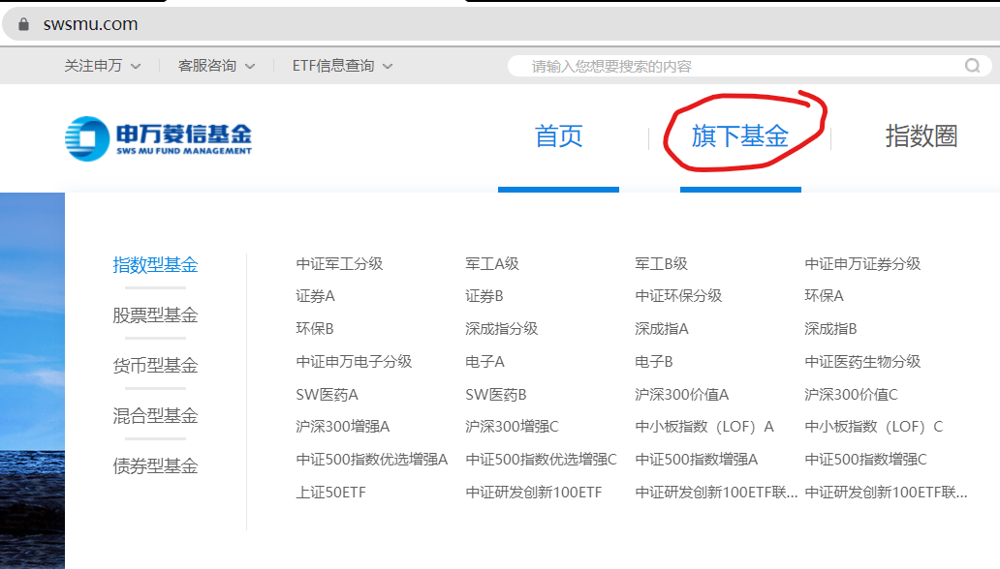 swsmu.com
关注申万 客服咨询 ETF信息查询 请输入您想要搜索的内容
申万菱信基金
SWS MU FUND MANAGEMENT
首页 旗下基金 指数圈
指数型基金
股票型基金
货币型基金
混合型基金
债券型基金
中证军工分级 军工A级 军工B级 中证申万证券分级
证券A 证券B 中证环保分级 环保A
环保B 深成指分级 深成指A 深成指B
中证申万电子分级 电子A 电子B 中证医药生物分级
SW医药A SW医药B 沪深300价值A 沪深300价值C
沪深300增强A 沪深300增强C 中小板指数（LOF）A 中小板指数（LOF）C
中证500指数优选增强A 中证500指数优选增强C 中证500指数增强A 中证500指数增强C
上证50ETF 中证研发创新100ETF 中证研发创新100ETF联... 中证研发创新100ETF联...